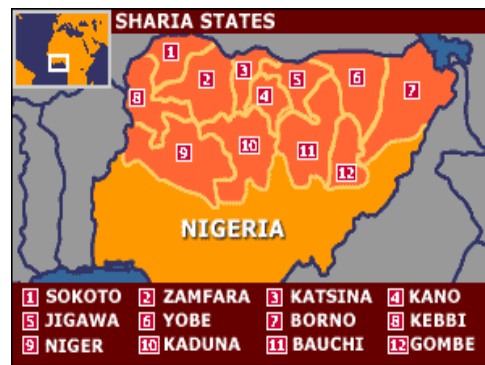 SHARIA STATES
1
2
3
5
6
7
4
8
9
10
11
12
NIGERIA
1 SOKOTO 2 ZAMFARA 3 KATSINA 4 KANO
5 JIGAWA 6 YOBE 7 BORNO 8 KEBBI
9 NIGER 10 KADUNA 11 BAUCHI 12 GOMBE